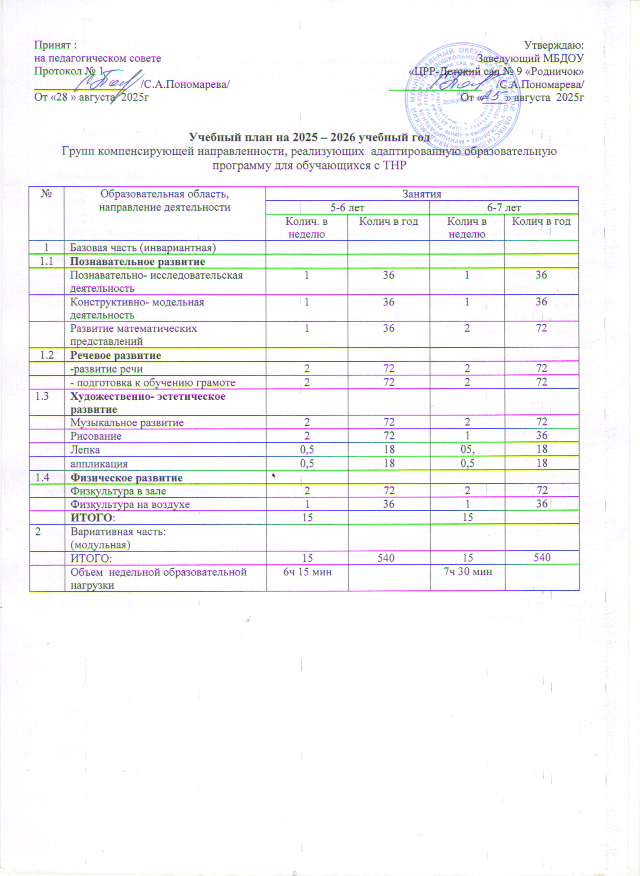 Принят :
на педагогическом совете
Протокол № 1
/С.А.Пономарева/
От «28 » августа 2025г
Утверждаю:
Заведующий МБДОУ
«ЦРР-Детский сад № 9 «Родничок»
/С.А.Пономарева/
От « » августа 2025г
Учебный план на 2025 – 2026 учебный год
Групп компенсирующей направленности, реализующих адаптированную образовательную
программу для обучающихся с ТНР
№ Образовательная область, Занятия
направление деятельности 5-6 лет 6-7 лет
Колич. в Колич в год Колич в Колич в год
неделю неделю
1 Базовая часть (инвариантная)
1.1 Познавательное развитие
Познавательно- исследовательская 1 36 1 36
деятельность
Конструктивно- модельная 1 36 1 36
деятельность
Развитие математических 1 36 2 72
представлений
1.2 Речевое развитие
-развитие речи 2 72 2 72
- подготовка к обучению грамоте 2 72 2 72
1.3 Художественно- эстетическое
развитие
Музыкальное развитие 2 72 2 72
Рисование 2 72 1 36
Лепка 0,5 18 05, 18
аппликация 0,5 18 0,5 18
1.4 Физическое развитие
Физкультура в зале 2 72 2 72
Физкультура на воздухе 1 36 1 36
ИТОГО: 15 15
2 Вариативная часть:
(модульная)
ИТОГО: 15 540 15 540
Объем недельной образовательной 6ч 15 мин 7ч 30 мин
нагрузки